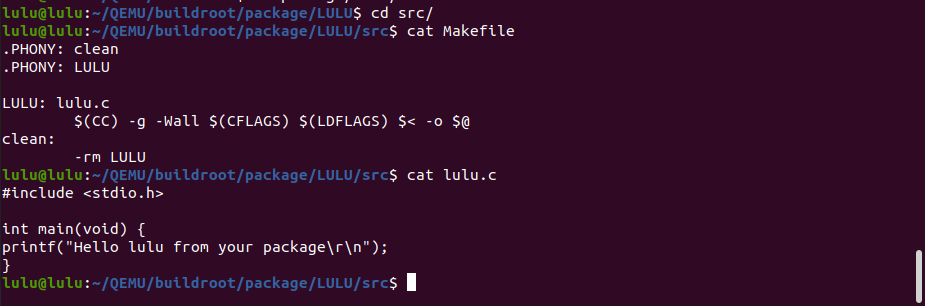 lulu@lulu:~/QEMU/buildroot/package/LULU$ cd src/
lulu@lulu:~/QEMU/buildroot/package/LULU/src$ cat Makefile
.PHONY: clean
.PHONY: LULU

LULU: lulu.c
        $(CC) -g -Wall $(CFLAGS) $(LDFLAGS) $< -o $@
clean:
        -rm LULU
lulu@lulu:~/QEMU/buildroot/package/LULU/src$ cat lulu.c
#include <stdio.h>

int main(void) {
printf("Hello lulu from your package\r\n");
}
lulu@lulu:~/QEMU/buildroot/package/LULU/src$